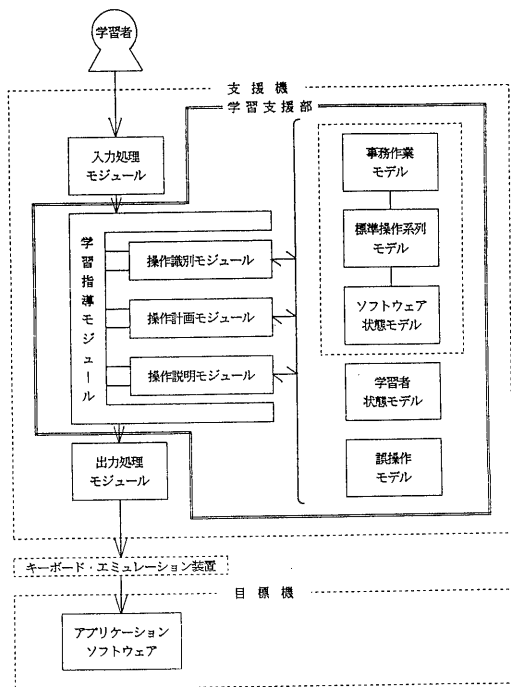 学習者
支援機
学習支援部
入力処理
モジュール
学習指導モジュール
操作識別モジュール
操作計画モジュール
操作説明モジュール
事務作業
モデル
標準操作系列
モデル
ソフトウェア
状態モデル
学習者
状態モデル
誤操作
モデル
出力処理
モジュール
キーボード・エミュレーション装置
目標機
アプリケーション
ソフトウェア